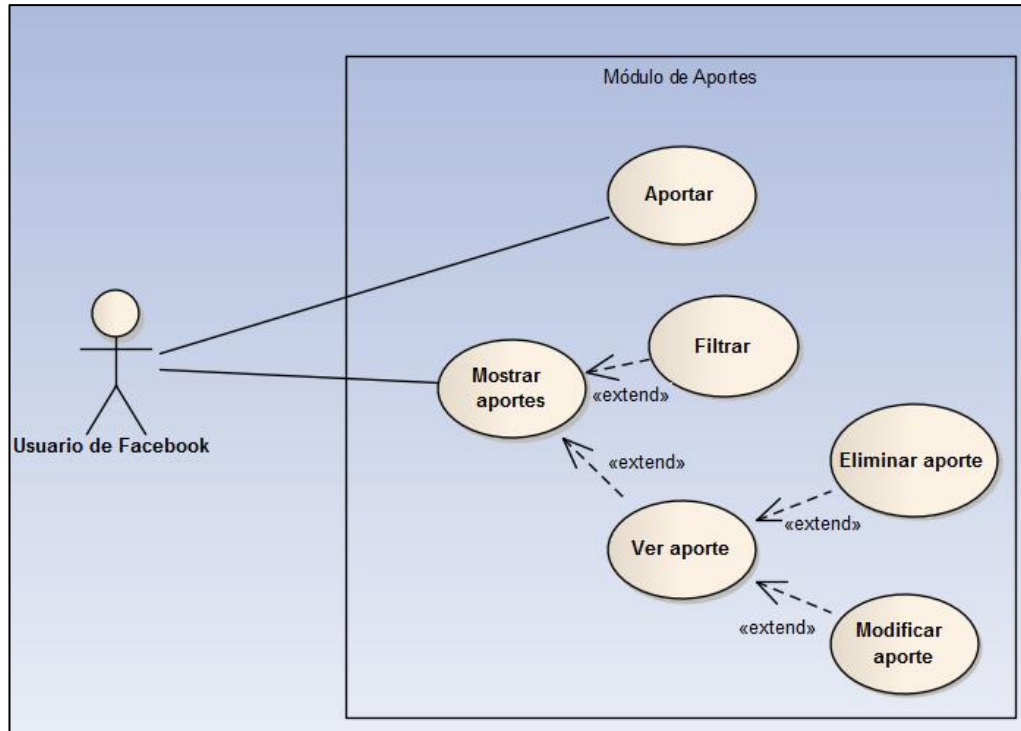 Módulo de Aportes
Aportar
Filtrar
Mostrar
aportes
«extend»
Usuario de Facebook
«extend»
Eliminar aporte
«extend»
Ver aporte
«extend»
Modificar
aporte